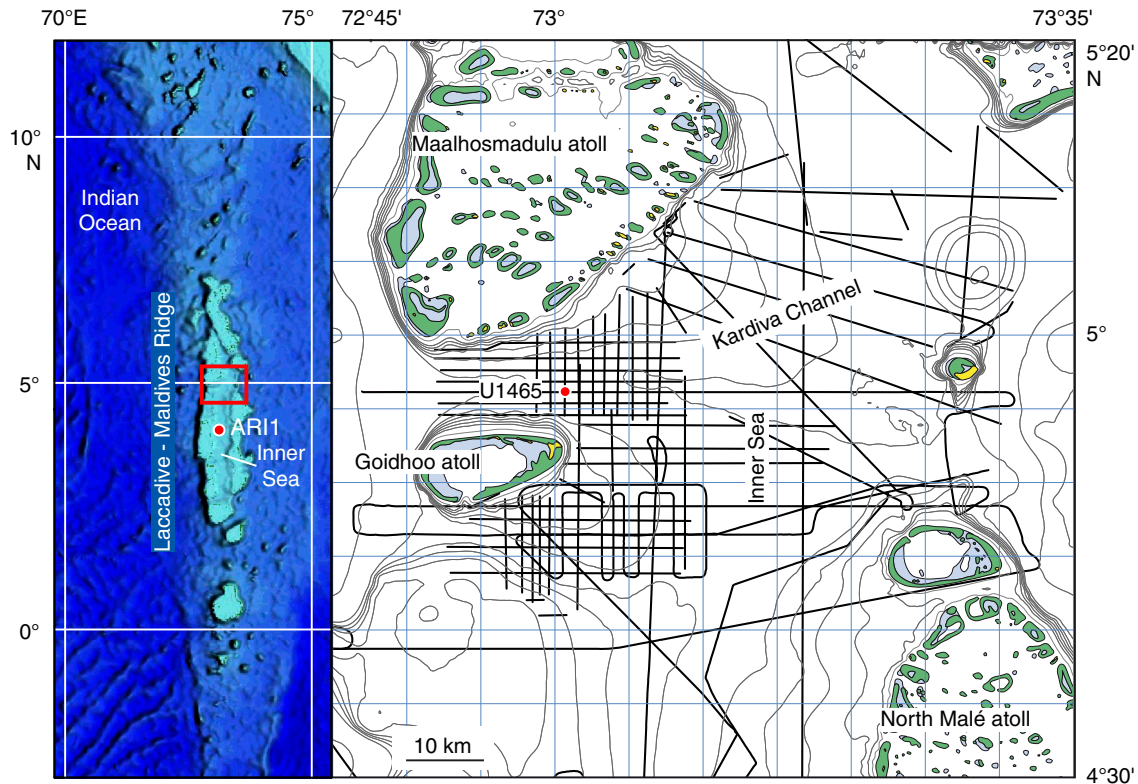 70°E
75°
72°45'
73°
73°35'
5°20'
N
10°
N
Indian
Ocean
Maalhosmadulu atoll
Kardiva Channel
Laccadive - Maldives Ridge
5°
5°
U1465
ARI1
Inner
Sea
Goidhoo atoll
Inner Sea
0°
North Malé atoll
10 km
4°30'